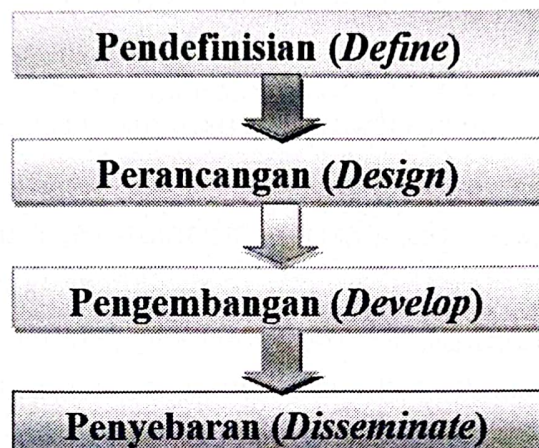 Pendefinisian (Define)
Perancangan (Design)
Pengembangan (Develop)
Penyebaran (Disseminate)